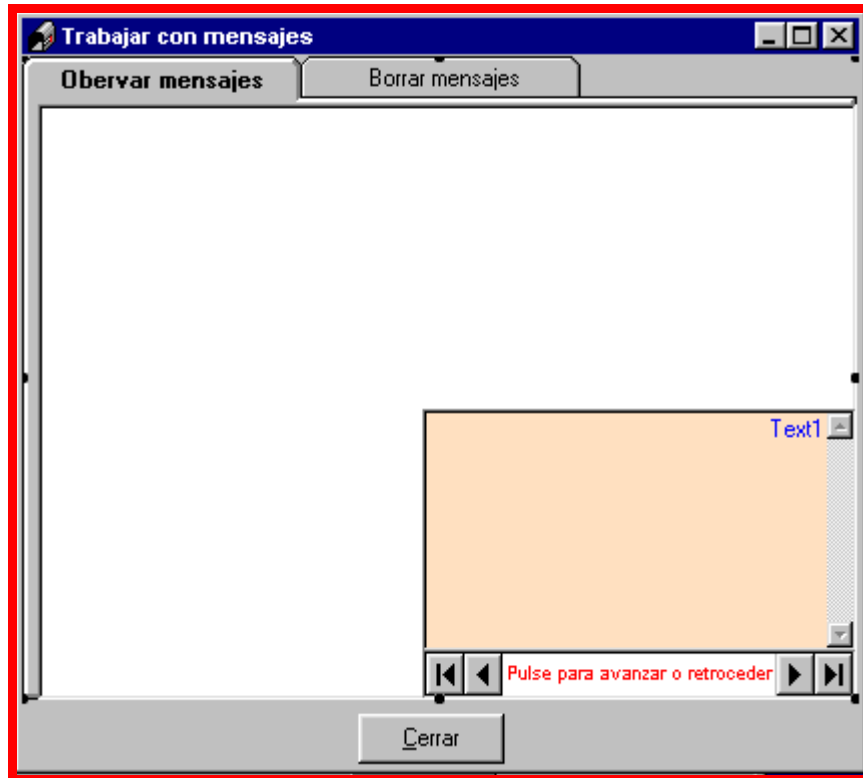 Trabajar con mensajes
Obervar mensajes
Borrar mensajes
Text1
Pulse para avanzar o retroceder
Cerrar